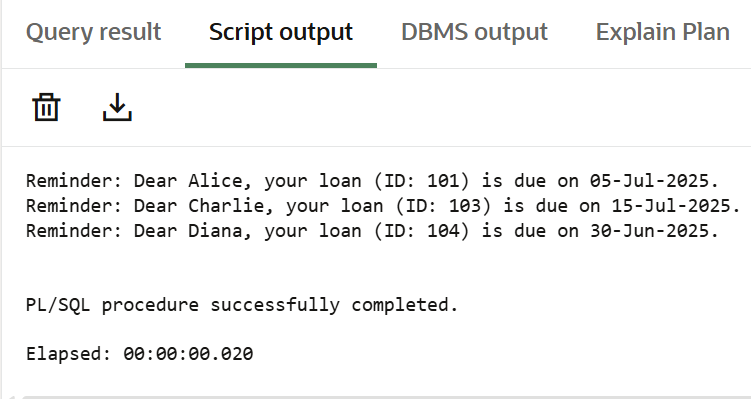 Query result Script output DBMS output Explain Plan
Reminder: Dear Alice, your loan (ID: 101) is due on 05-Jul-2025.
Reminder: Dear Charlie, your loan (ID: 103) is due on 15-Jul-2025.
Reminder: Dear Diana, your loan (ID: 104) is due on 30-Jun-2025.
PL/SQL procedure successfully completed.
Elapsed: 00:00:00.020